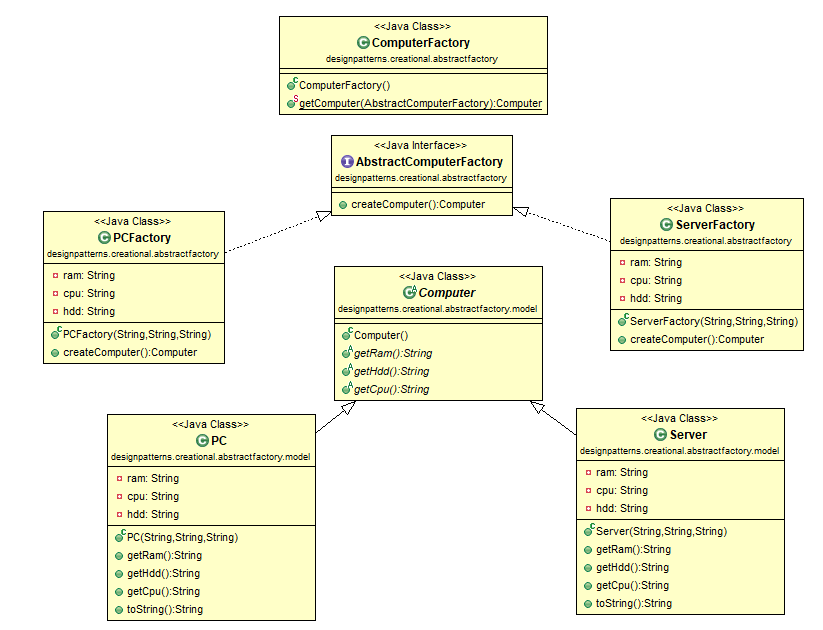 <<Java Class>>
ComputerFactory
designpatterns.creational.abstractfactory
ComputerFactory()
getComputer(AbstractComputerFactory):Computer
<<Java Interface>>
AbstractComputerFactory
designpatterns.creational.abstractfactory
createComputer():Computer
<<Java Class>>
PCFactory
designpatterns.creational.abstractfactory
ram: String
cpu: String
hdd: String
PCFactory(String,String,String)
createComputer():Computer
<<Java Class>>
ServerFactory
designpatterns.creational.abstractfactory
ram: String
cpu: String
hdd: String
ServerFactory(String,String,String)
createComputer():Computer
<<Java Class>>
Computer
designpatterns.creational.abstractfactory.model
Computer()
getRam():String
getHdd():String
getCpu():String
<<Java Class>>
PC
designpatterns.creational.abstractfactory.model
ram: String
cpu: String
hdd: String
PC(String,String,String)
getRam():String
getHdd():String
getCpu():String
toString():String
<<Java Class>>
Server
designpatterns.creational.abstractfactory.model
ram: String
cpu: String
hdd: String
Server(String,String,String)
getRam():String
getHdd():String
getCpu():String
toString():String